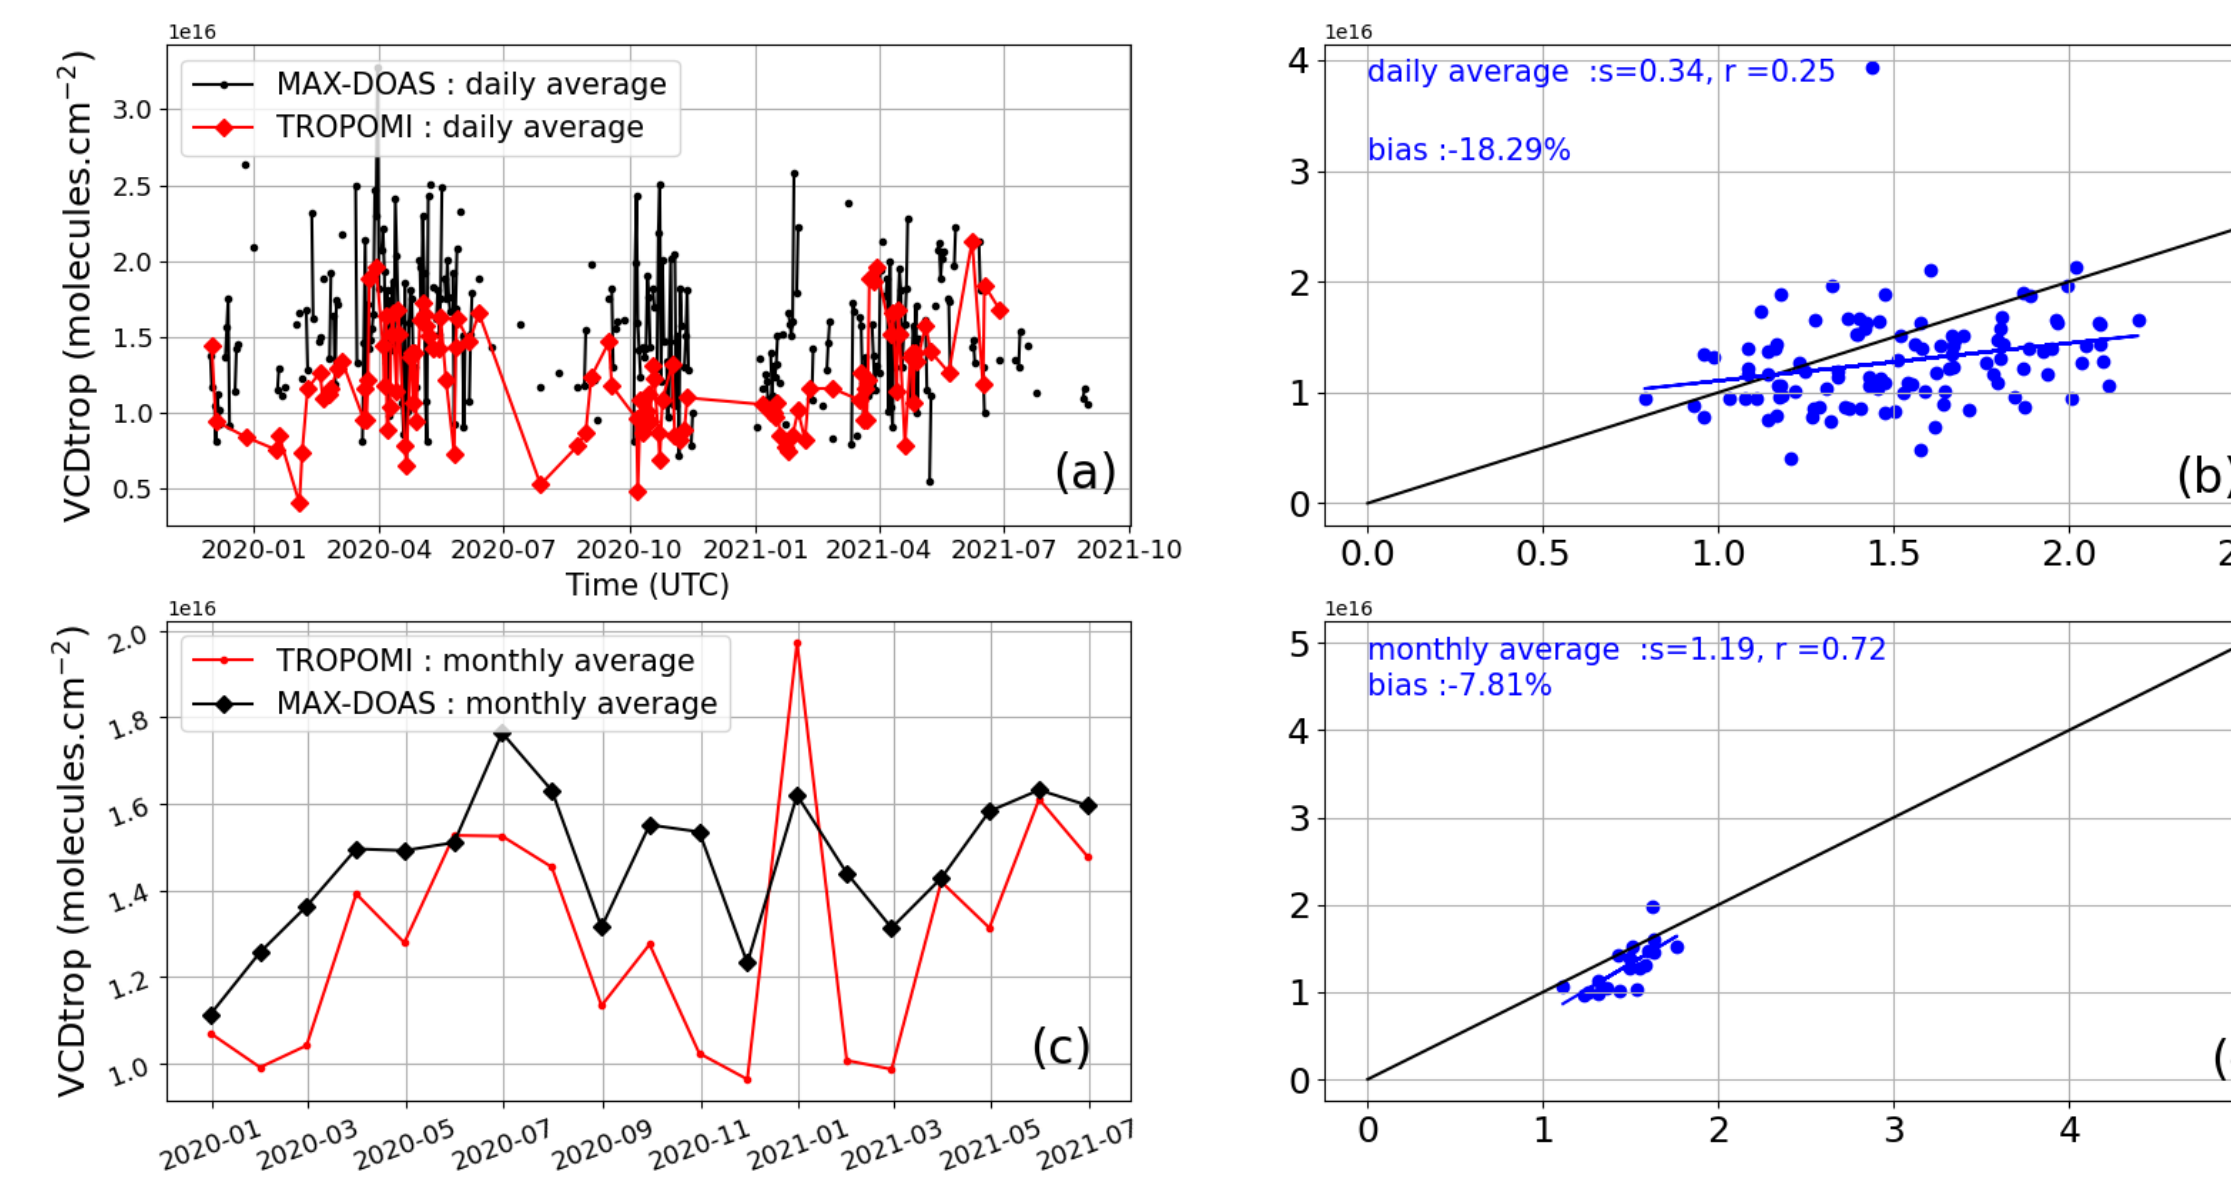 1e16
VCDtrop (molecules.cm⁻²)
3.0
2.5
2.0
1.5
1.0
0.5
MAX-DOAS : daily average
TROPOMI : daily average
(a)
2020-01 2020-04 2020-07 2020-10 2021-01 2021-04 2021-07 2021-10
Time (UTC)
1e16
4
3
2
1
0
daily average :s=0.34, r =0.25
bias :-18.29%
(b)
0.0 0.5 1.0 1.5 2.0 2
1e16
VCDtrop (molecules.cm⁻²)
2.0
1.8
1.6
1.4
1.2
1.0
TROPOMI : monthly average
MAX-DOAS : monthly average
(c)
2020-01 2020-03 2020-05 2020-07 2020-09 2020-11 2021-01 2021-03 2021-05 2021-07
1e16
5
4
3
2
1
0
monthly average :s=1.19, r =0.72
bias :-7.81%
0 1 2 3 4